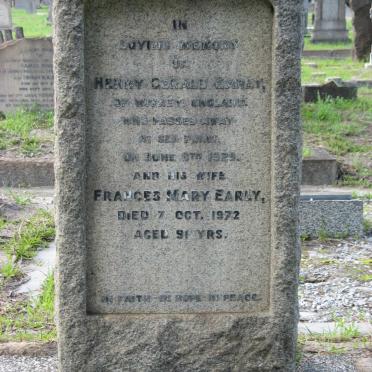 IN
LOVING MEMORY
OF
HENRY GERALD EARLY,
OF ENGLAND.
WHO PASSED AWAY
AT SEA POINT,
ON JUNE 8TH 1929.
AND HIS WIFE
FRANCES MARY EARLY,
DIED 7 OCT. 1972
AGED 91 YRS.
IN FAITH IN HOPE IN PEACE.